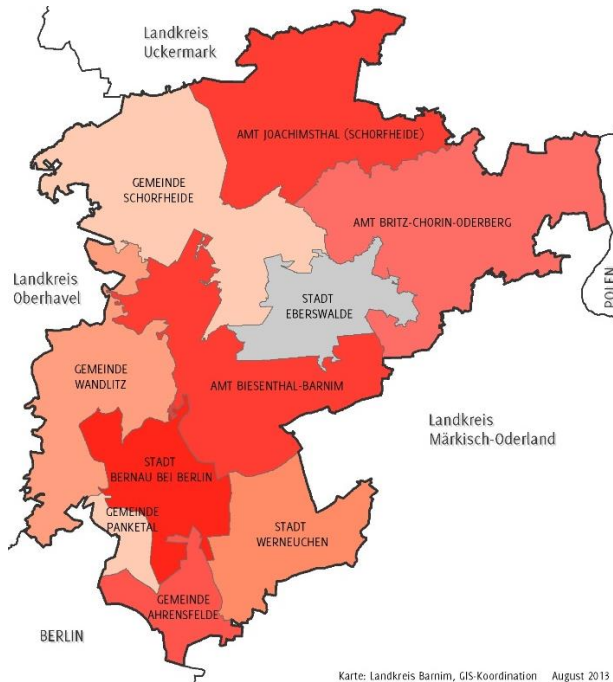 Landkreis
Uckermark
AMT JOACHIMSTHAL (SCHORFHEIDE)
GEMEINDE
SCHORFHEIDE
AMT BRITZ-CHORIN-ODERBERG
Landkreis
Oberhavel
STADT
EBERSWALDE
POLEN
GEMEINDE
WANDLITZ
AMT BIESENTHAL-BARNIM
Landkreis
Märkisch-Oderland
STADT
BERNAU BEI BERLIN
GEMEINDE
PANKETAL
STADT
WERNEUCHEN
GEMEINDE
AHRENSFELDE
BERLIN
Karte: Landkreis Barnim, GIS-Koordination August 2013